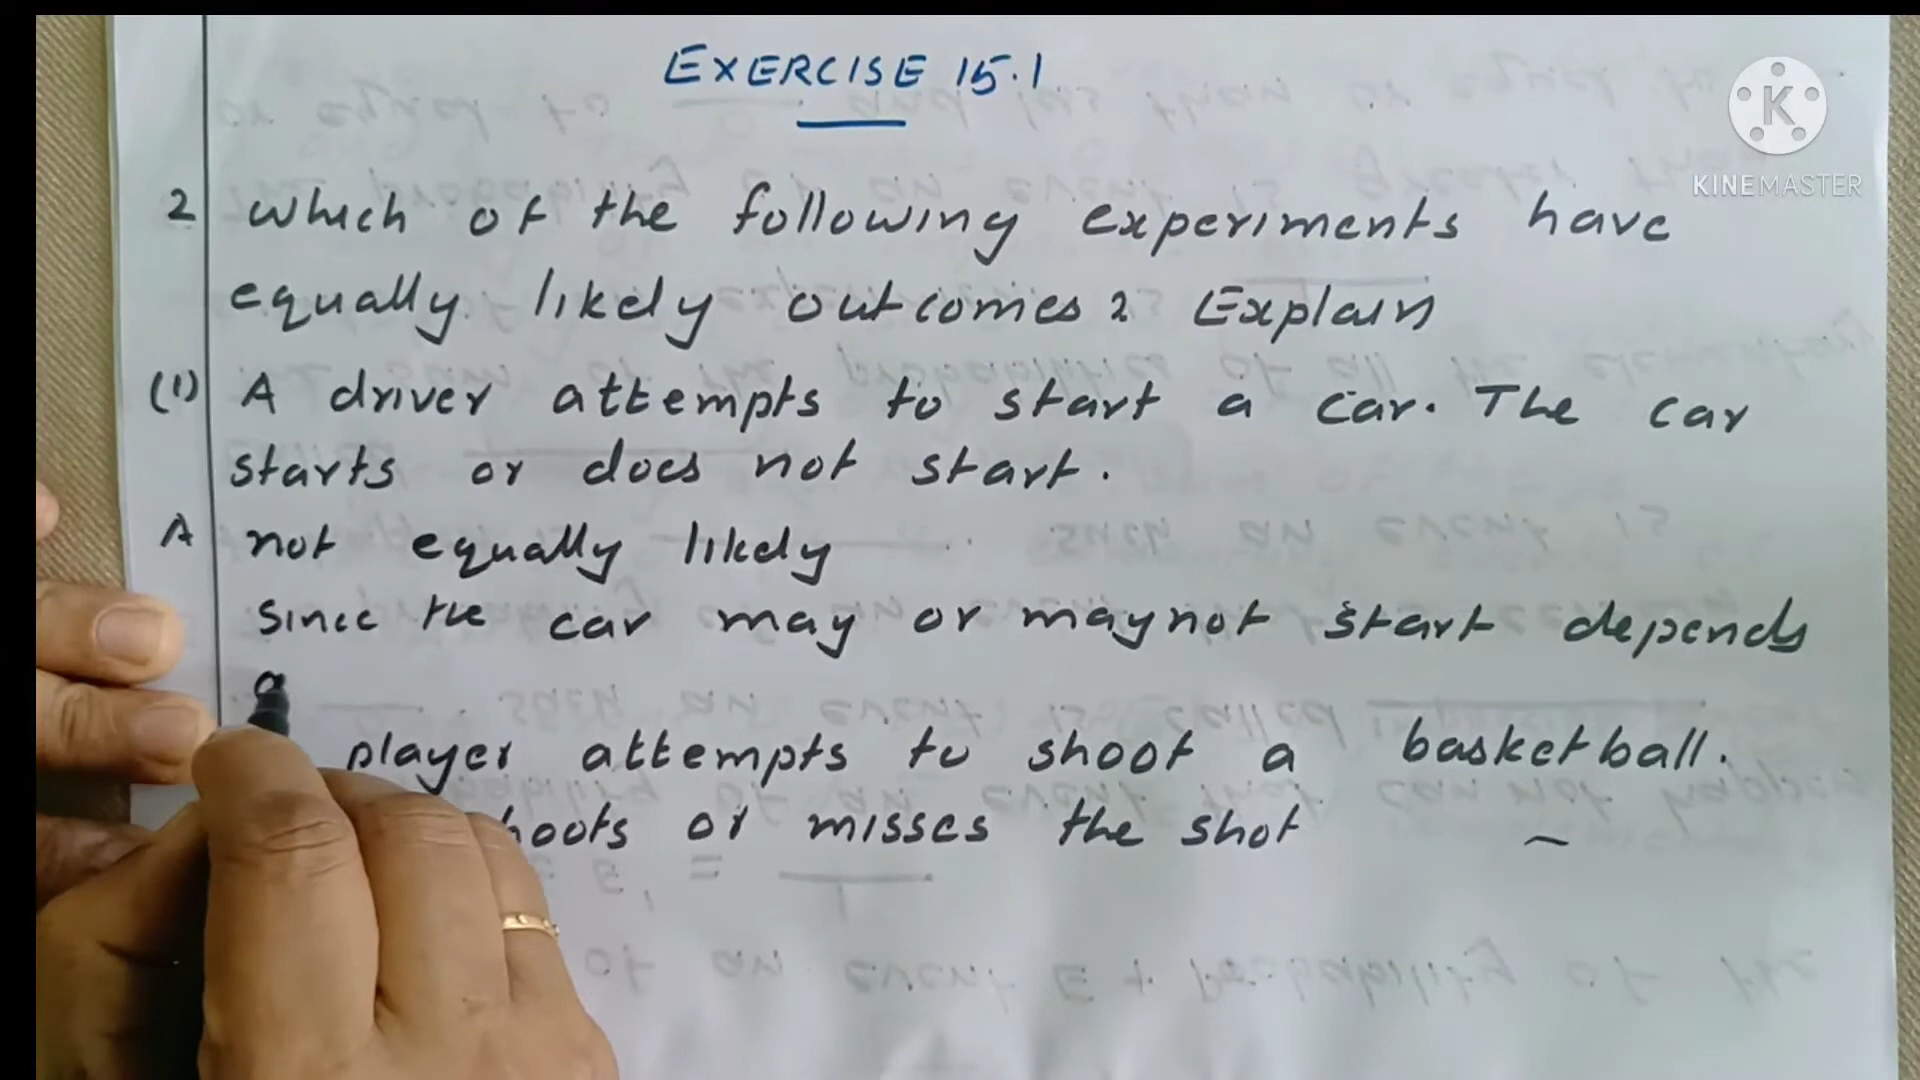 EXERCISE 15.1
KINEMASTER
2 which of the following experiments have
equally likely outcomes? Explain
(1) A driver attempts to start a car. The car
starts or does not start.
A not equally likely
Since the car may or may not start depends
player attempts to shoot a basketball.
hoots or misses the shot